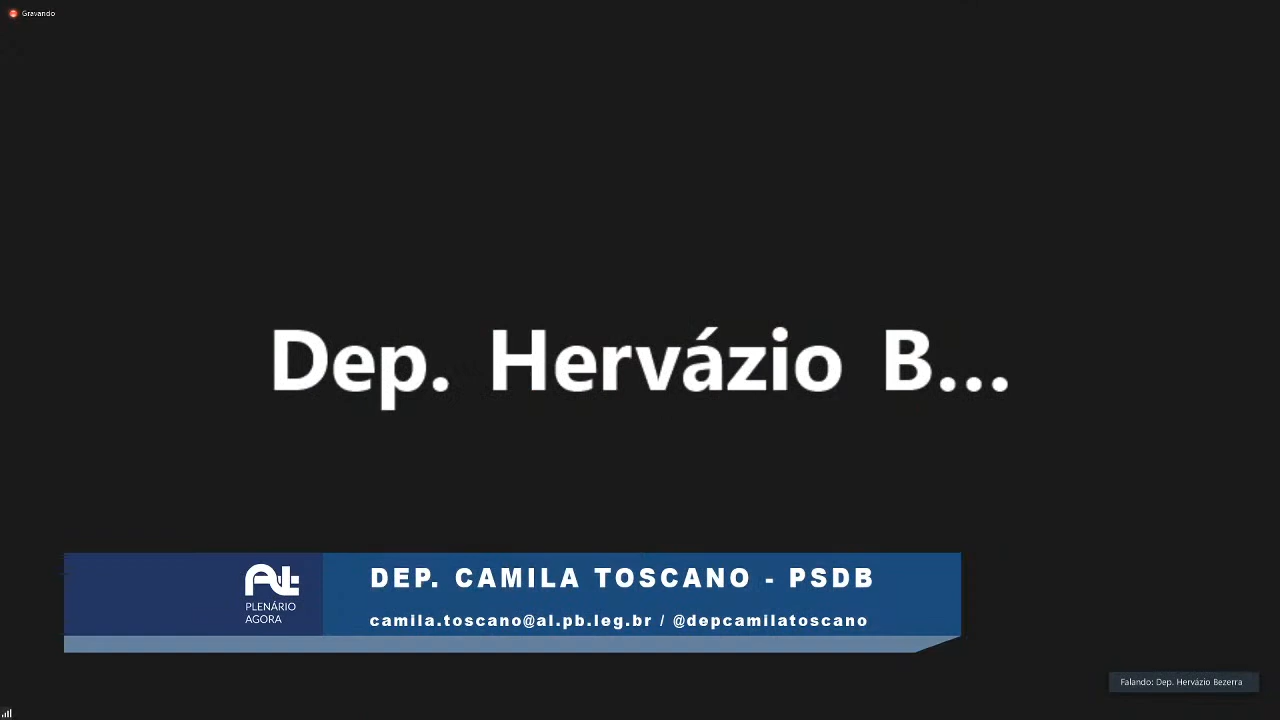 Gravando
Dep. Hervázio B...
DEP. CAMILA TOSCANO - PSDB
PLENÁRIO
AGORA
camila.toscano@al.pb.leg.br / @depcamilatoscano
Falando: Dep. Hervázio Bezerra